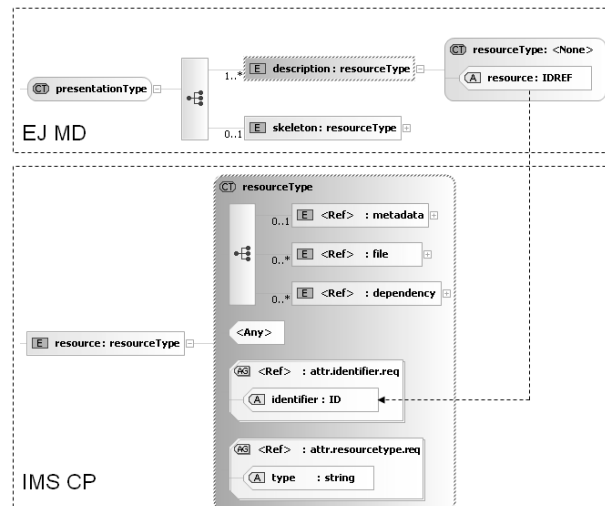 CT resourceType: <None>
E description: resourceType
1..*
A resource: IDREF
CT presentationType
0..1
E skeleton: resourceType
EJ MD
CT resourceType
0..1
E <Ref> : metadata
0..*
E <Ref> : file
0..*
E <Ref> : dependency
<Any>
E resource: resourceType
AG <Ref> : attr.identifier.req
A identifier : ID
AG <Ref> : attr.resourcetype.req
A type : string
IMS CP